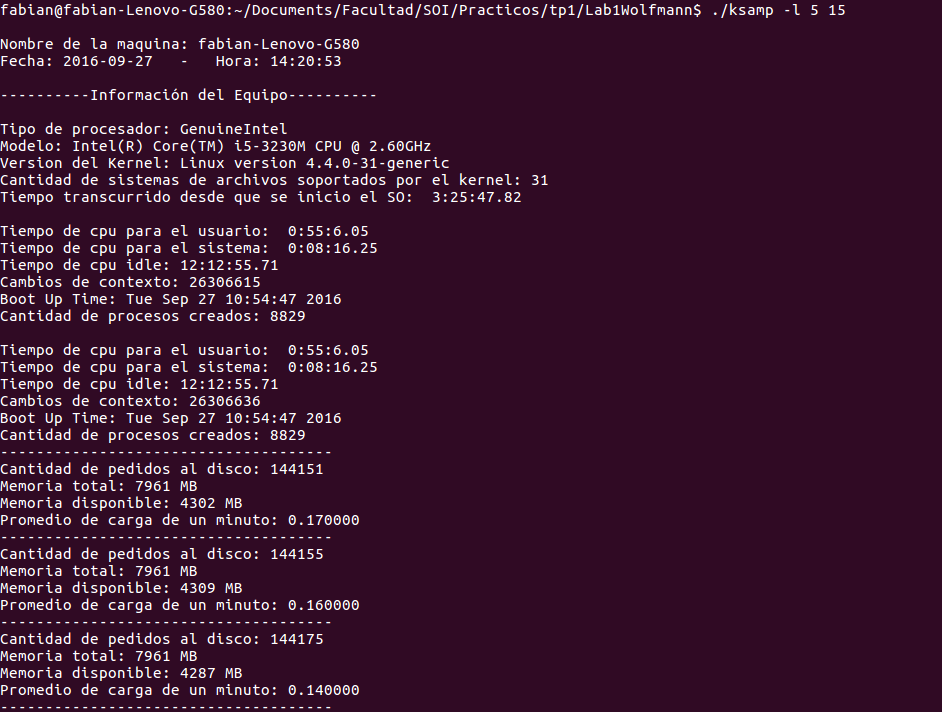 fabian@fabian-Lenovo-G580:~/Documents/Facultad/SOI/Practicos/tp1/Lab1Wolfmann$ ./ksamp -l 5 15
Nombre de la maquina: fabian-Lenovo-G580
Fecha: 2016-09-27   -   Hora: 14:20:53
----------Información del Equipo----------
Tipo de procesador: GenuineIntel
Modelo: Intel(R) Core(TM) i5-3230M CPU @ 2.60GHz
Version del Kernel: Linux version 4.4.0-31-generic
Cantidad de sistemas de archivos soportados por el kernel: 31
Tiempo transcurrido desde que se inicio el SO:  3:25:47.82
Tiempo de cpu para el usuario:  0:55:6.05
Tiempo de cpu para el sistema:  0:08:16.25
Tiempo de cpu idle: 12:12:55.71
Cambios de contexto: 26306615
Boot Up Time: Tue Sep 27 10:54:47 2016
Cantidad de procesos creados: 8829
Tiempo de cpu para el usuario:  0:55:6.05
Tiempo de cpu para el sistema:  0:08:16.25
Tiempo de cpu idle: 12:12:55.71
Cambios de contexto: 26306636
Boot Up Time: Tue Sep 27 10:54:47 2016
Cantidad de procesos creados: 8829
-------------------------------------
Cantidad de pedidos al disco: 144151
Memoria total: 7961 MB
Memoria disponible: 4302 MB
Promedio de carga de un minuto: 0.170000
-------------------------------------
Cantidad de pedidos al disco: 144155
Memoria total: 7961 MB
Memoria disponible: 4309 MB
Promedio de carga de un minuto: 0.160000
-------------------------------------
Cantidad de pedidos al disco: 144175
Memoria total: 7961 MB
Memoria disponible: 4287 MB
Promedio de carga de un minuto: 0.140000
-------------------------------------